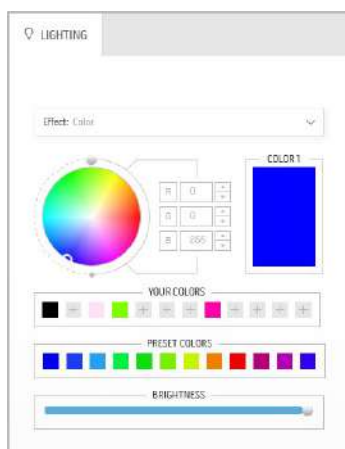 LIGHTING
Effect: Color
COLOR 1
R 0
G 0
B 255
YOUR COLORS
PRESET COLORS
BRIGHTNESS